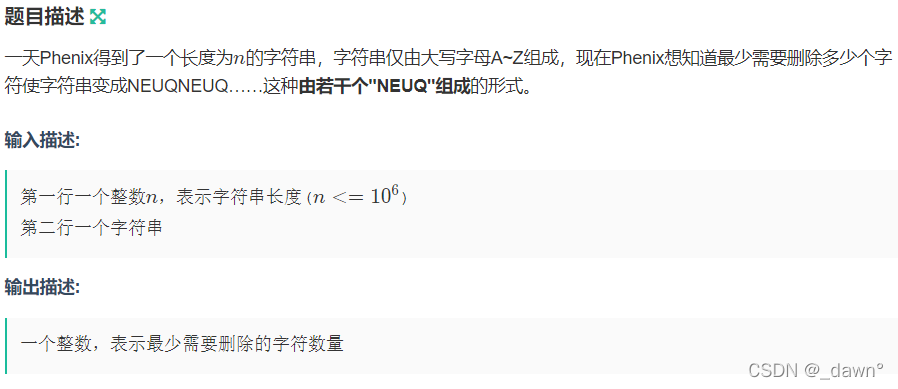 题目描述
一天Phenix得到了一个长度为n的字符串，字符串仅由大写字母A~Z组成，现在Phenix想知道最少需要删除多少个字
符使字符串变成NEUQNEUQ……这种由若干个"NEUQ"组成的形式。
输入描述:
第一行一个整数n，表示字符串长度 (n <= 10⁶)
第二行一个字符串
输出描述:
一个整数，表示最少需要删除的字符数量
CSDN @_dawn°